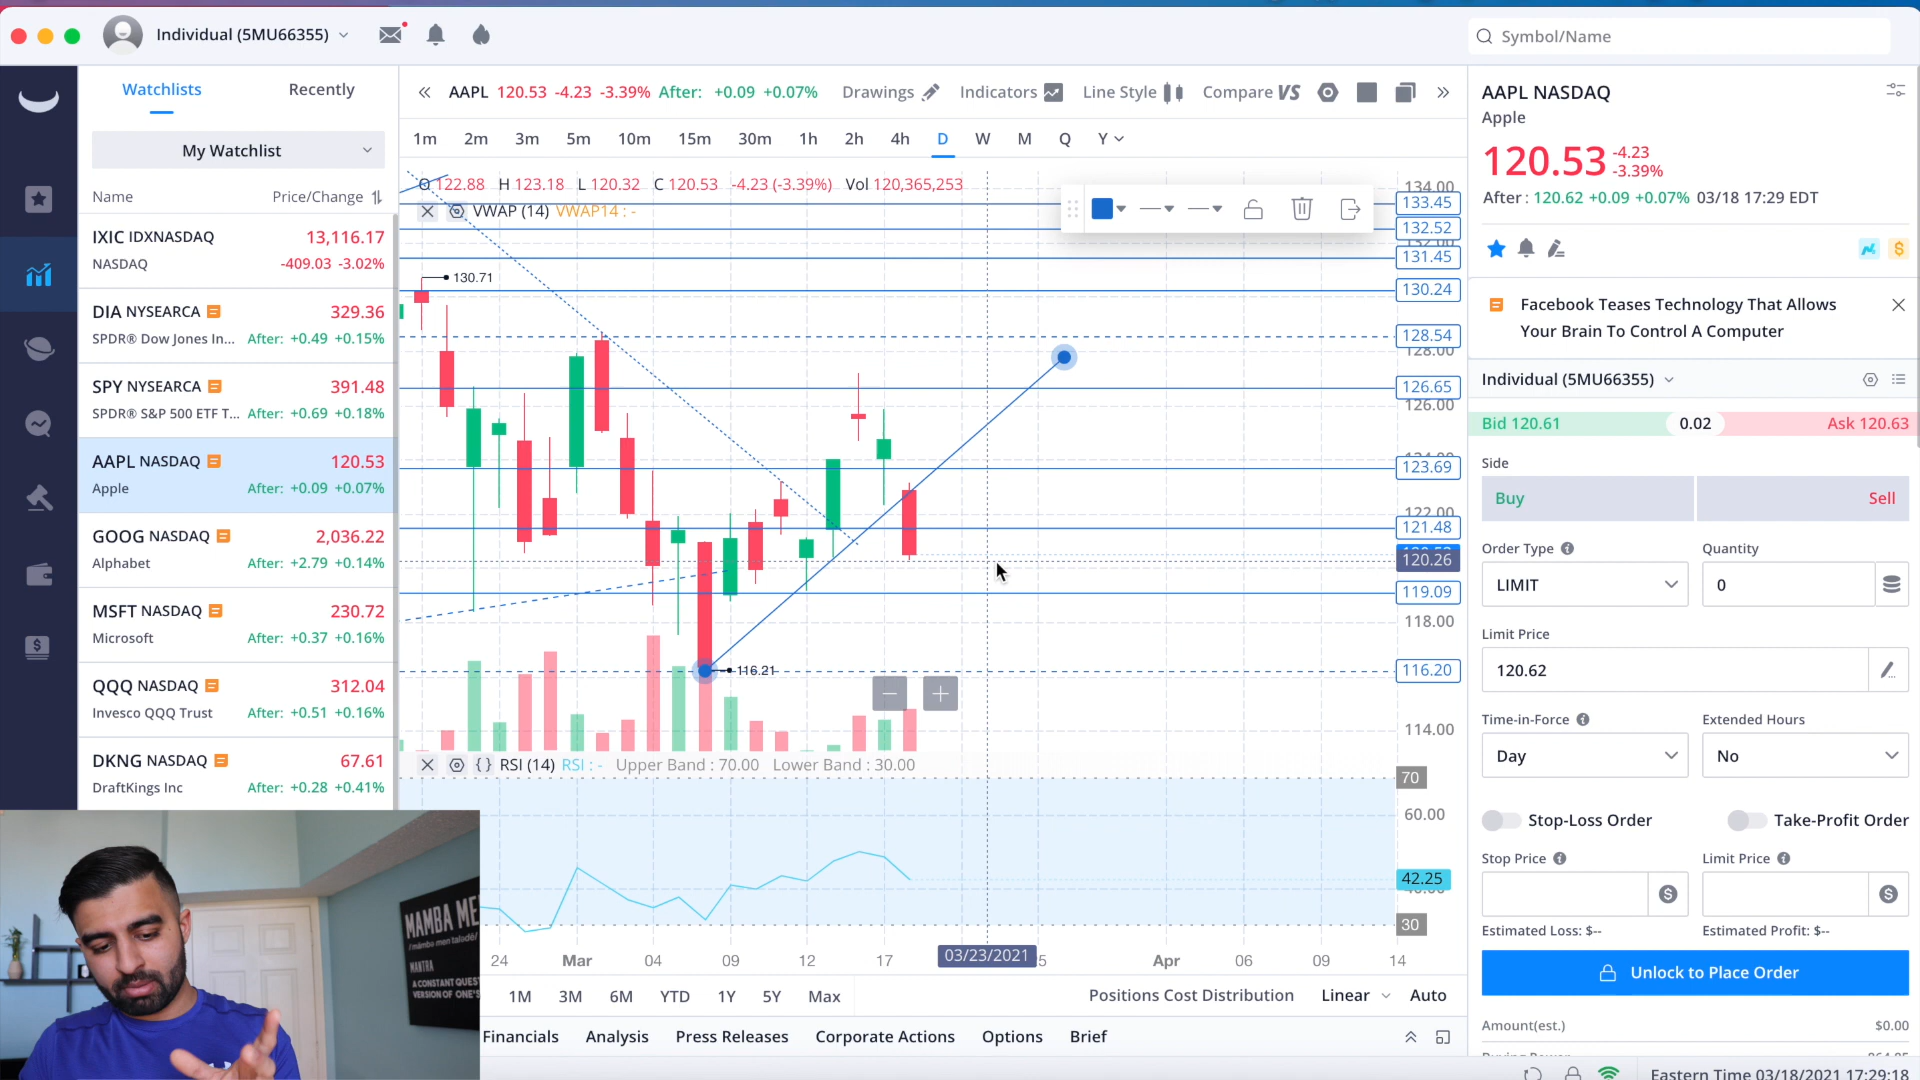 Individual (5MU66355)
Symbol/Name
Watchlists Recently
My Watchlist
Name Price/Change
IXIC IDXNASDAQ 13,116.17
NASDAQ -409.03 -3.02%
DIA NYSEARCA 329.36
SPDR® Dow Jones In... After: +0.49 +0.15%
SPY NYSEARCA 391.48
SPDR® S&P 500 ETF T... After: +0.69 +0.18%
AAPL NASDAQ 120.53
Apple After: +0.09 +0.07%
GOOG NASDAQ 2,036.22
Alphabet After: +2.79 +0.14%
MSFT NASDAQ 230.72
Microsoft After: +0.37 +0.16%
QQQ NASDAQ 312.04
Invesco QQQ Trust After: +0.51 +0.16%
DKNG NASDAQ 67.61
DraftKings Inc After: +0.28 +0.41%
AAPL 120.53 -4.23 -3.39% After: +0.09 +0.07% Drawings Indicators Line Style Compare VS
1m 2m 3m 5m 10m 15m 30m 1h 2h 4h D W M Q Y
O 122.88 H 123.18 L 120.32 C 120.53 -4.23 (-3.39%) Vol 120,365,253
VWAP (14) VWAP14 : -
134.00
133.45
132.52
132.00
131.45
130.71
130.24
128.54
128.00
126.65
126.00
124.00
123.69
122.00
121.48
120.26
119.09
118.00
116.21
116.20
114.00
RSI (14) RSI : - Upper Band : 70.00 Lower Band : 30.00
70
60.00
42.25
30
24 Mar 04 09 12 17 03/23/2021 5 Apr 06 09 14
1M 3M 6M YTD 1Y 5Y Max Positions Cost Distribution Linear Auto
Financials Analysis Press Releases Corporate Actions Options Brief
AAPL NASDAQ
Apple
120.53 -4.23
-3.39%
After : 120.62 +0.09 +0.07% 03/18 17:29 EDT
Facebook Teases Technology That Allows
Your Brain To Control A Computer
Individual (5MU66355)
Bid 120.61 0.02 Ask 120.63
Side
Buy Sell
Order Type Quantity
LIMIT 0
Limit Price
120.62
Time-in-Force Extended Hours
Day No
Stop-Loss Order Take-Profit Order
Stop Price Limit Price
Estimated Loss: $-- Estimated Profit: $--
Unlock to Place Order
Amount(est.) $0.00
Eastern Time 03/18/2021 17:29:18
MAMBA ME
MANTRA
A CONSTANT QUES
VERSION OF ONE'S